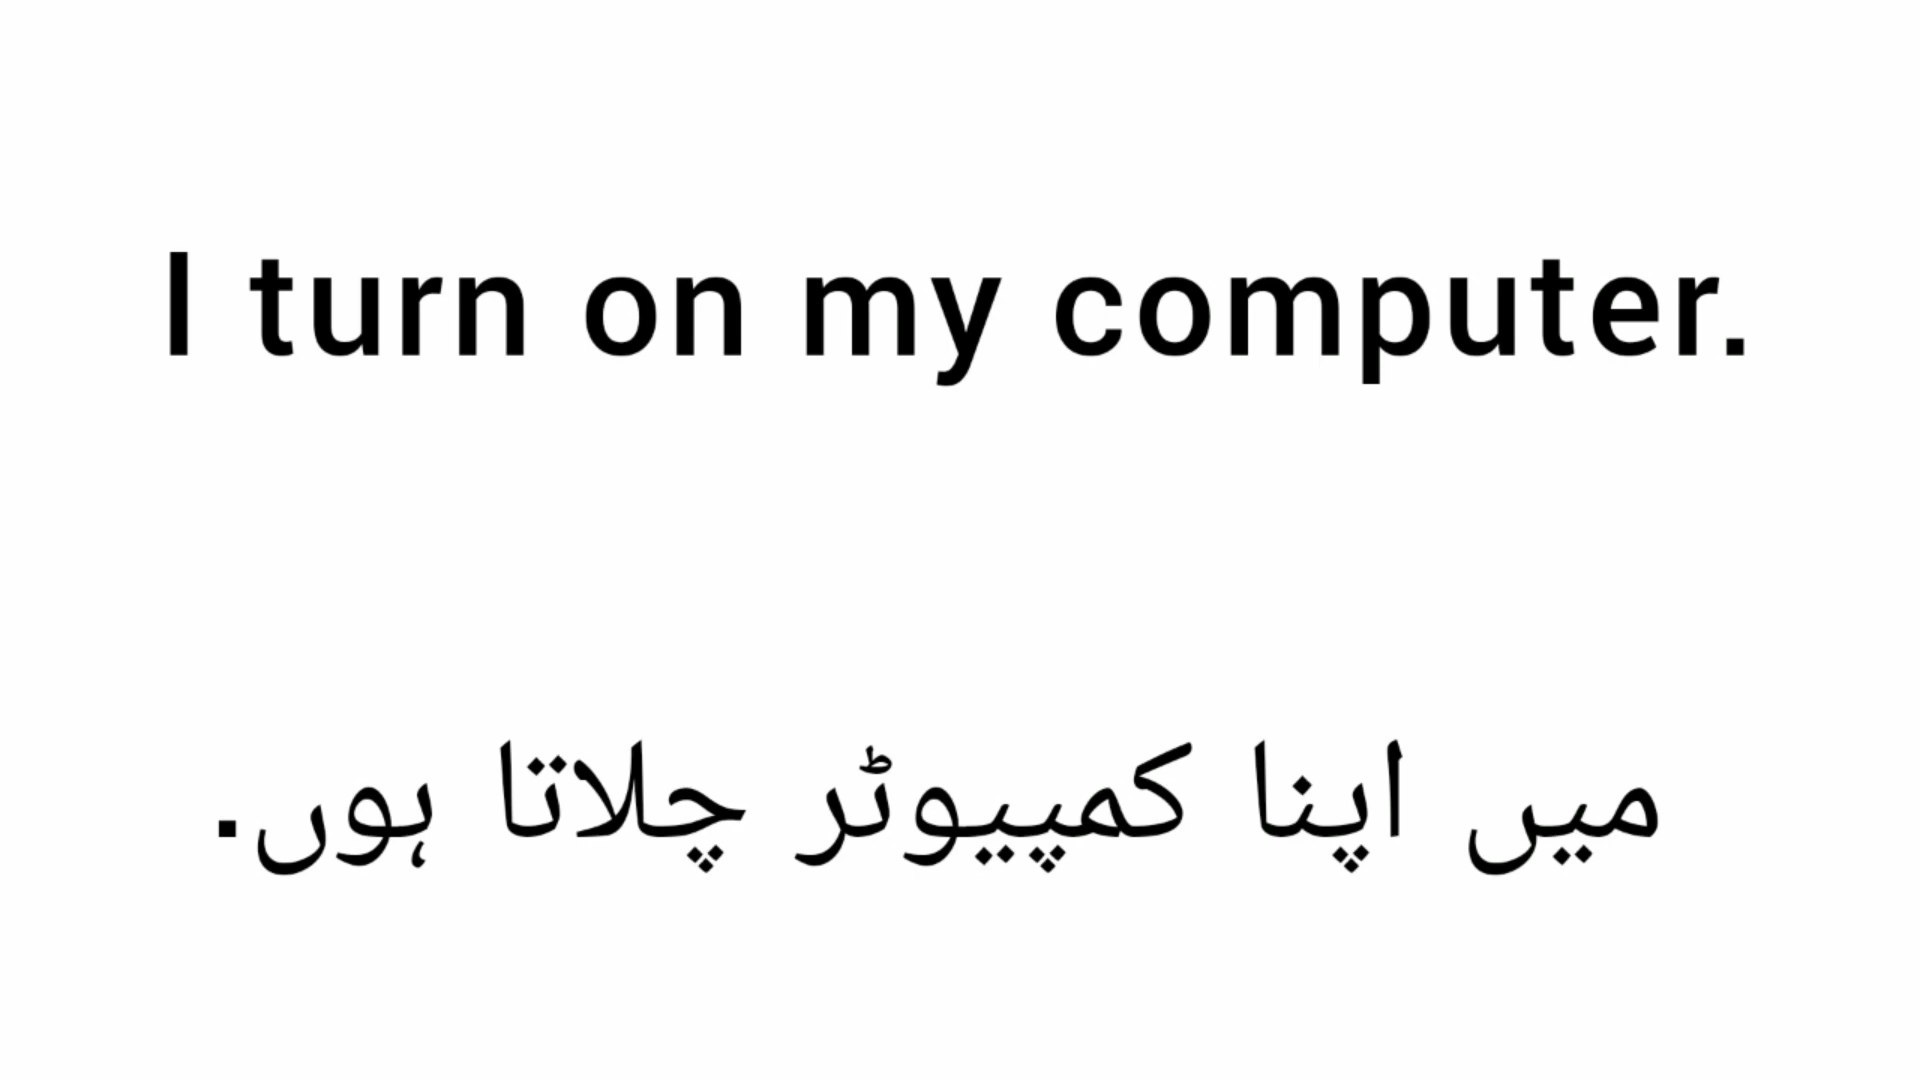 I turn on my computer.
میں اپنا کمپیوٹر چلاتا ہوں.